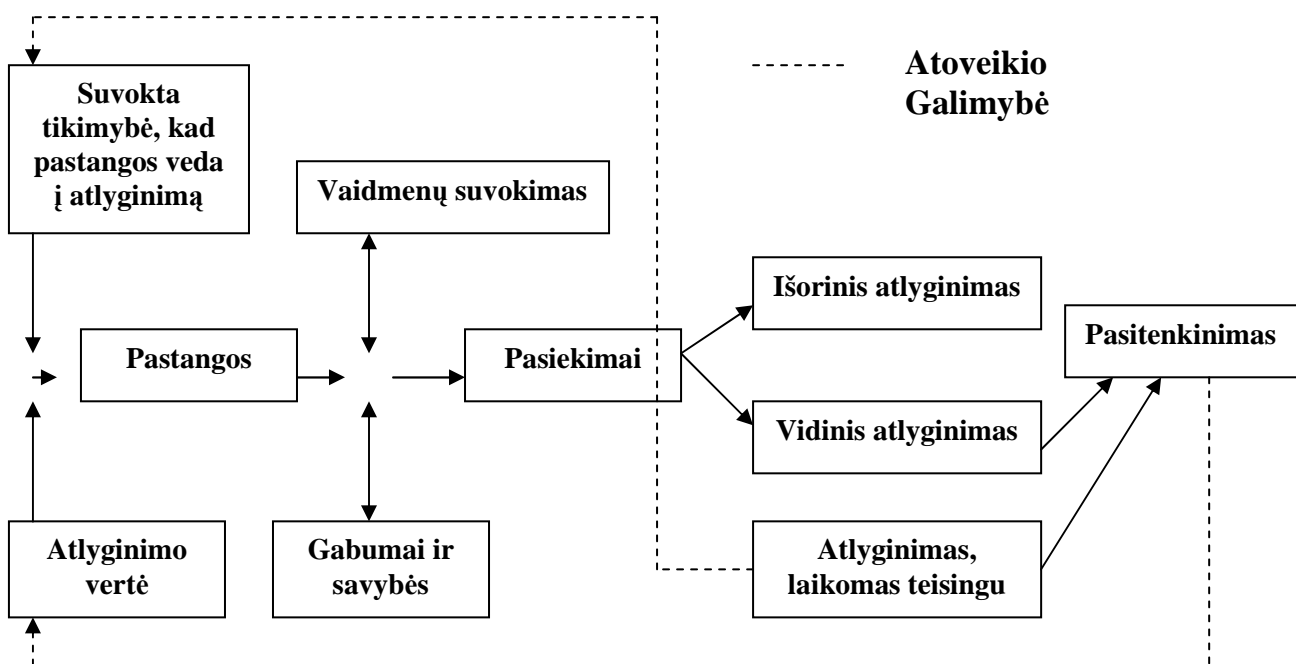 Suvokta
tikimybė, kad
pastangos veda
į atlyginimą
Atoveikio
Galimybė
Vaidmenų suvokimas
Išorinis atlyginimas
Pastangos
Pasiekimai
Pasitenkinimas
Vidinis atlyginimas
Atlyginimo
vertė
Gabumai ir
savybės
Atlyginimas,
laikomas teisingu